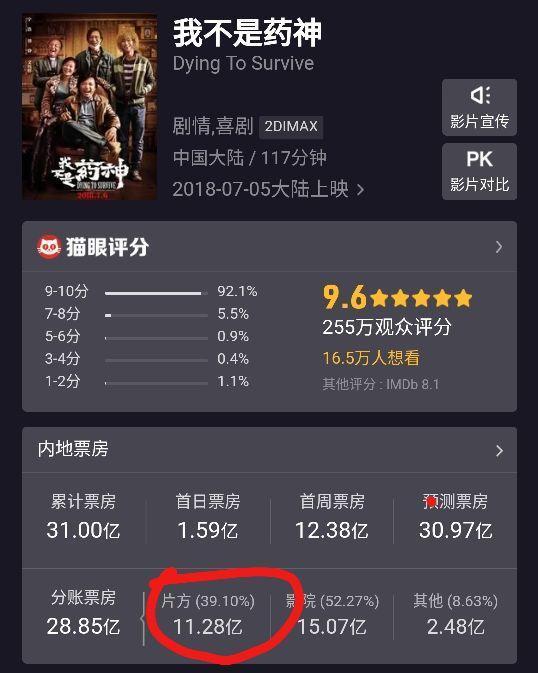 我不是药神
Dying To Survive
剧情,喜剧 2DIMAX
中国大陆 / 117分钟
2018-07-05大陆上映
影片宣传
PK
影片对比
我不是药神
DYING TO SURVIVE
2018.7.6
猫眼评分
9-10分 92.1%
7-8分 5.5%
5-6分 0.9%
3-4分 0.4%
1-2分 1.1%
9.6
255万观众评分
16.5万人想看
其他评分 : IMDb 8.1
内地票房
累计票房 首日票房 首周票房 预测票房
31.00亿 1.59亿 12.38亿 30.97亿
分账票房 片方 (39.10%) 影院 (52.27%) 其他 (8.63%)
28.85亿 11.28亿 15.07亿 2.48亿